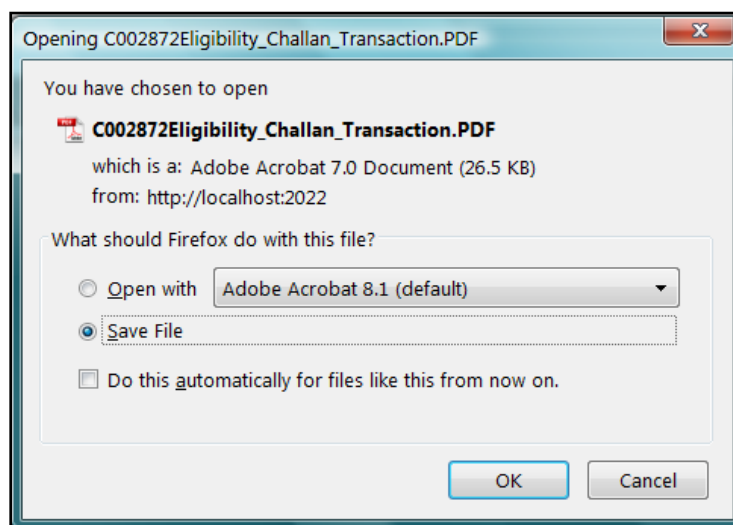 Opening C002872Eligibility_Challan_Transaction.PDF
You have chosen to open
C002872Eligibility_Challan_Transaction.PDF
which is a: Adobe Acrobat 7.0 Document (26.5 KB)
from: http://localhost:2022
What should Firefox do with this file?
Open with Adobe Acrobat 8.1 (default)
Save File
Do this automatically for files like this from now on.
OK Cancel